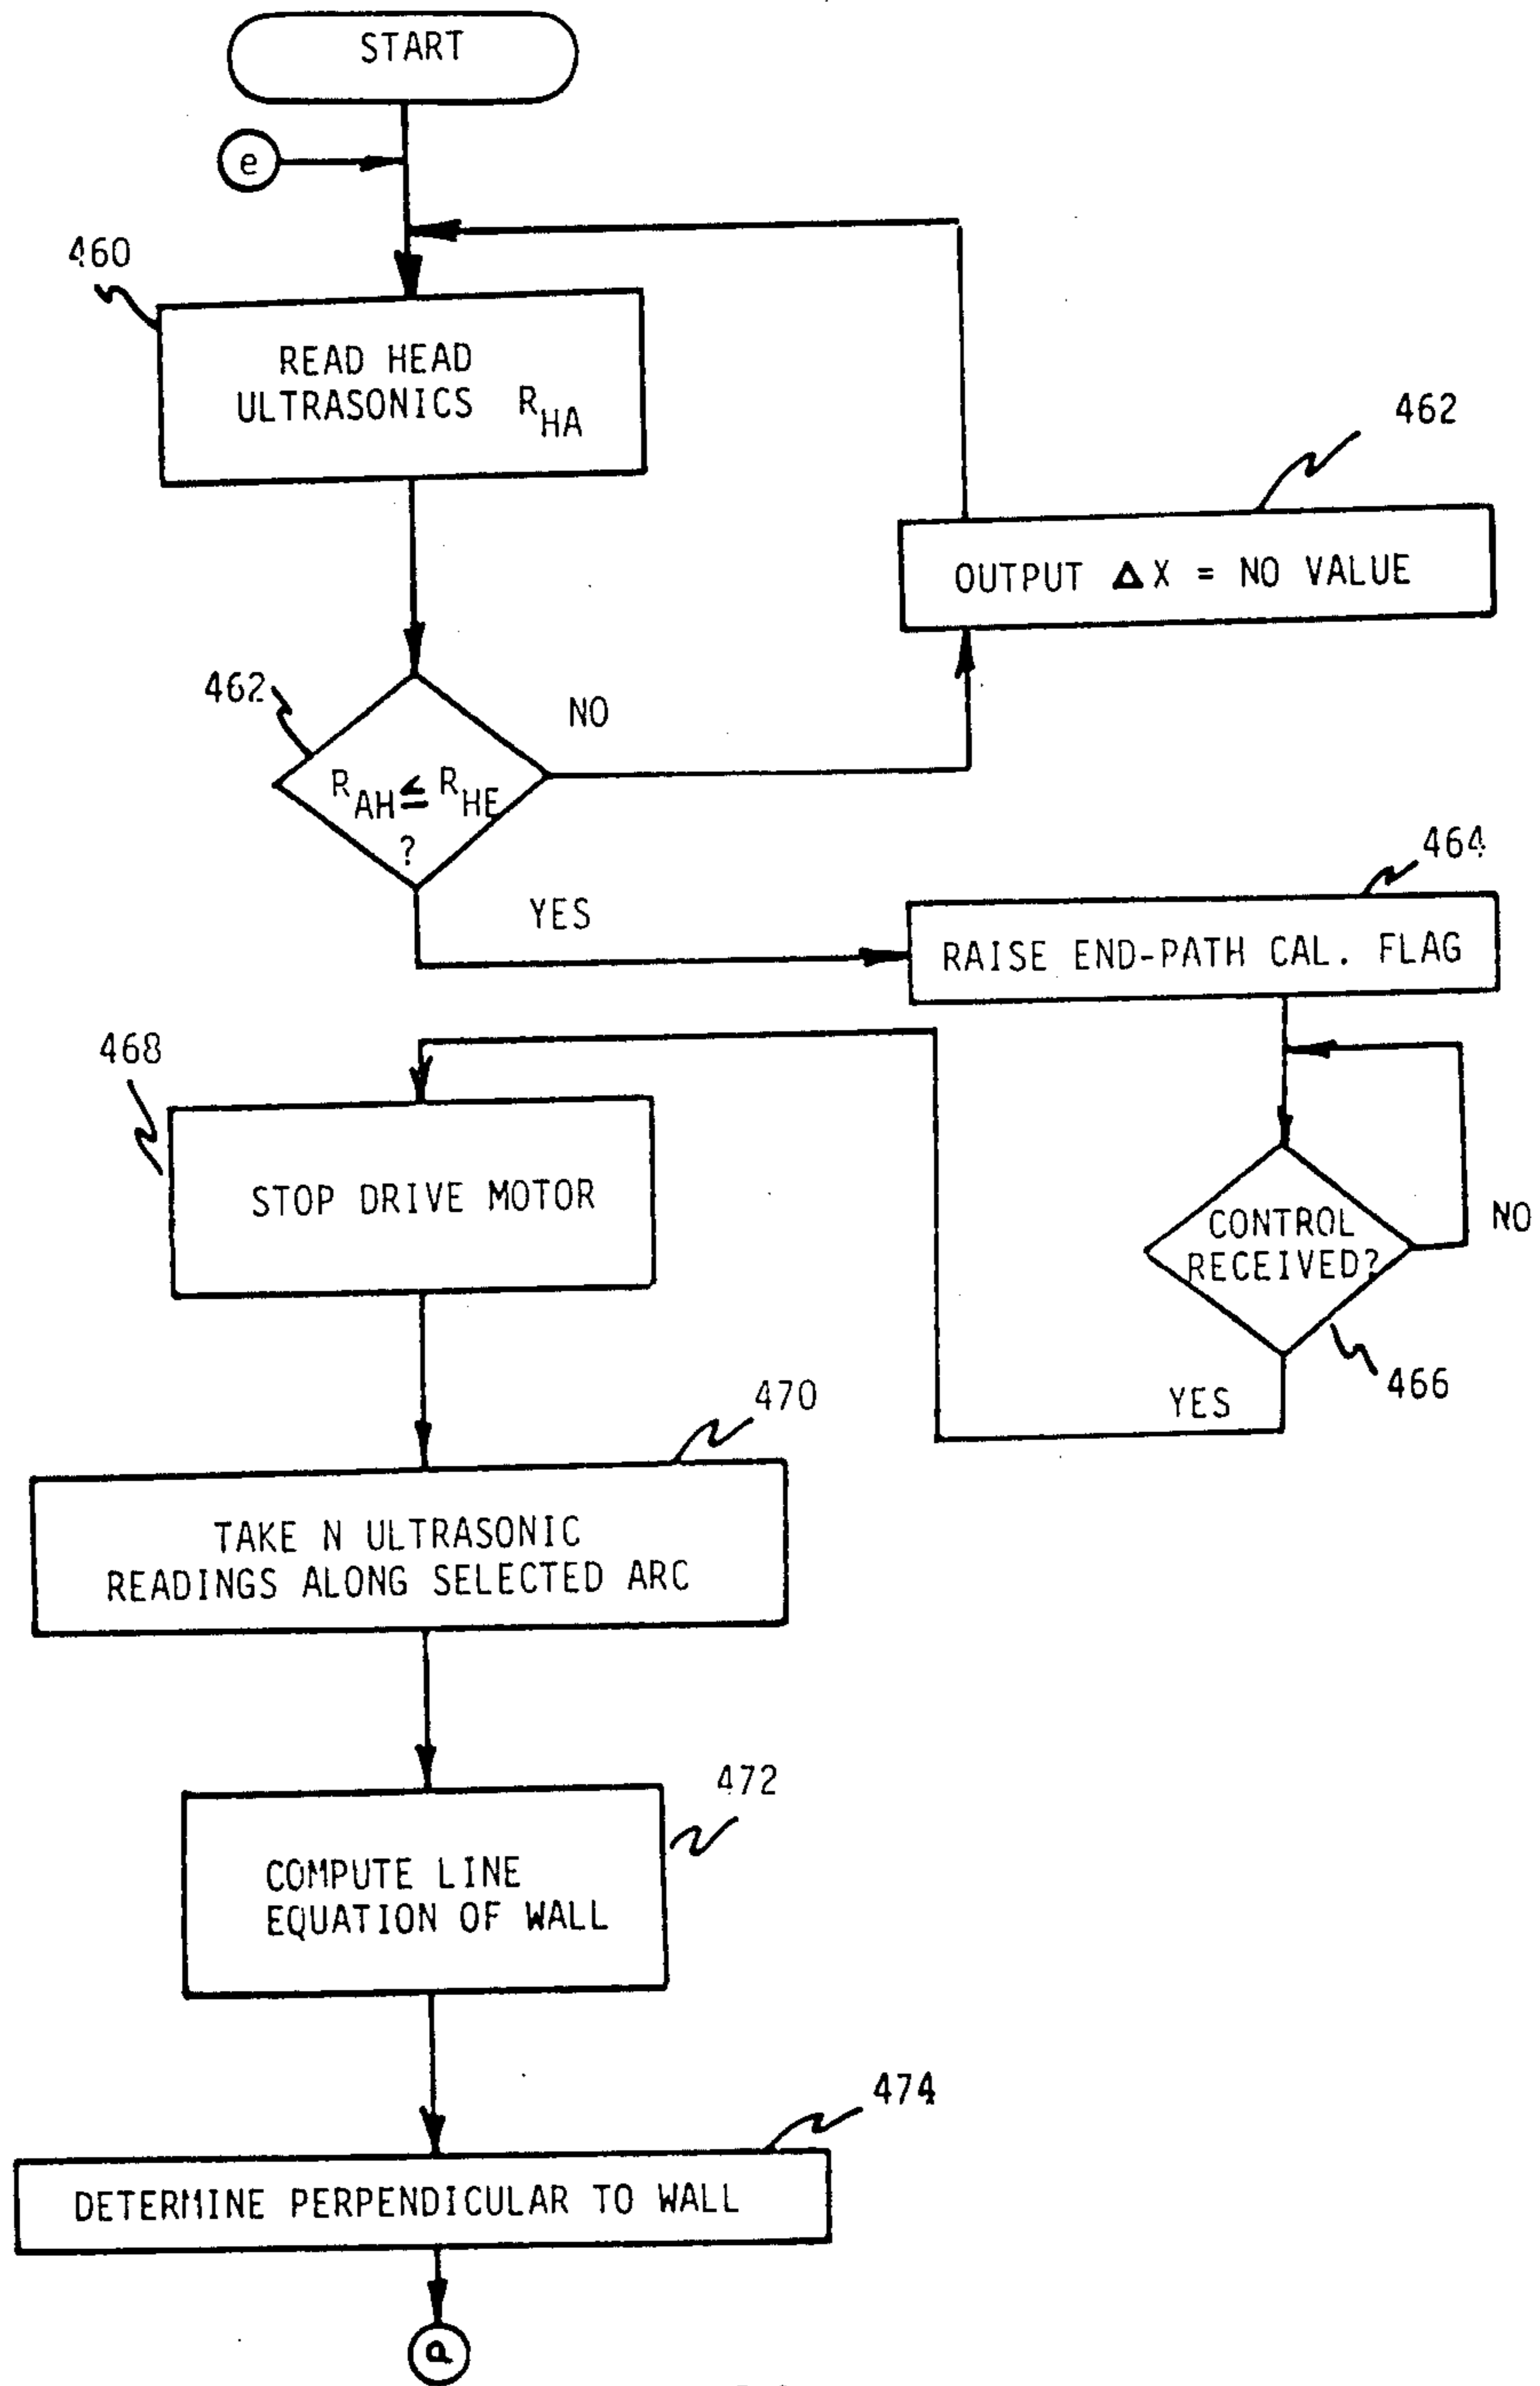 START
e
460
READ HEAD
ULTRASONICS R_HA
462
OUTPUT Δ X = NO VALUE
462
NO
R_AH ≤ R_HE
?
YES
464
RAISE END-PATH CAL. FLAG
468
STOP DRIVE MOTOR
CONTROL
RECEIVED?
NO
466
YES
470
TAKE N ULTRASONIC
READINGS ALONG SELECTED ARC
472
COMPUTE LINE
EQUATION OF WALL
474
DETERMINE PERPENDICULAR TO WALL